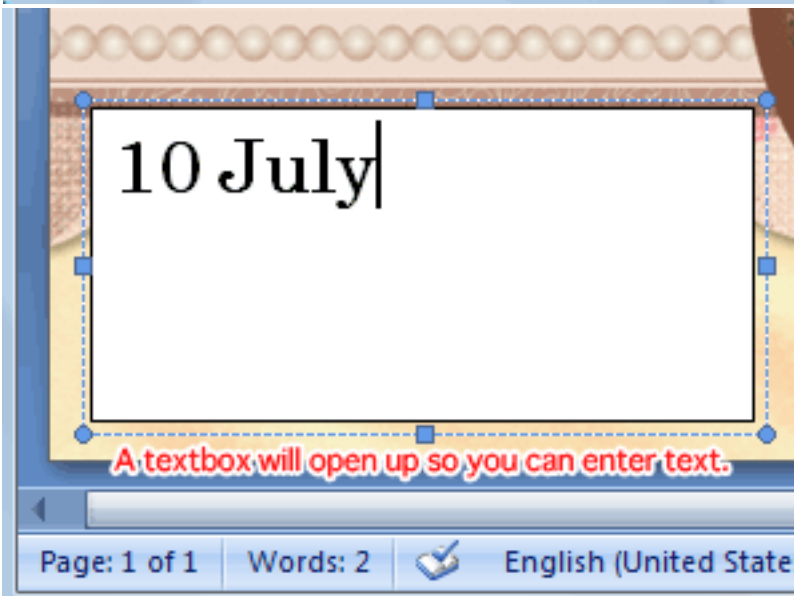 10 July
A textbox will open up so you can enter text.
Page: 1 of 1 Words: 2 English (United State